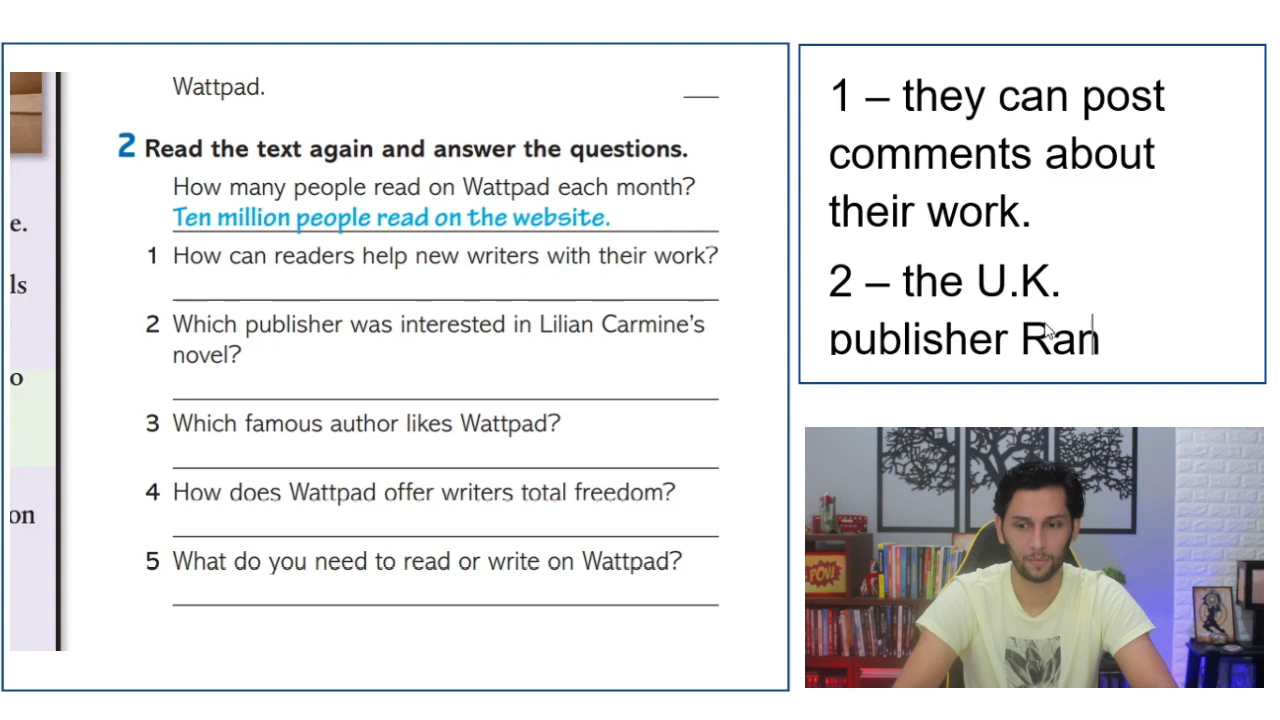 Wattpad.
2 Read the text again and answer the questions.
How many people read on Wattpad each month?
Ten million people read on the website.
1 How can readers help new writers with their work?
2 Which publisher was interested in Lilian Carmine's
novel?
3 Which famous author likes Wattpad?
4 How does Wattpad offer writers total freedom?
5 What do you need to read or write on Wattpad?
e.
ls
o
on
1 – they can post
comments about
their work.
2 – the U.K.
publisher Ran
POW!